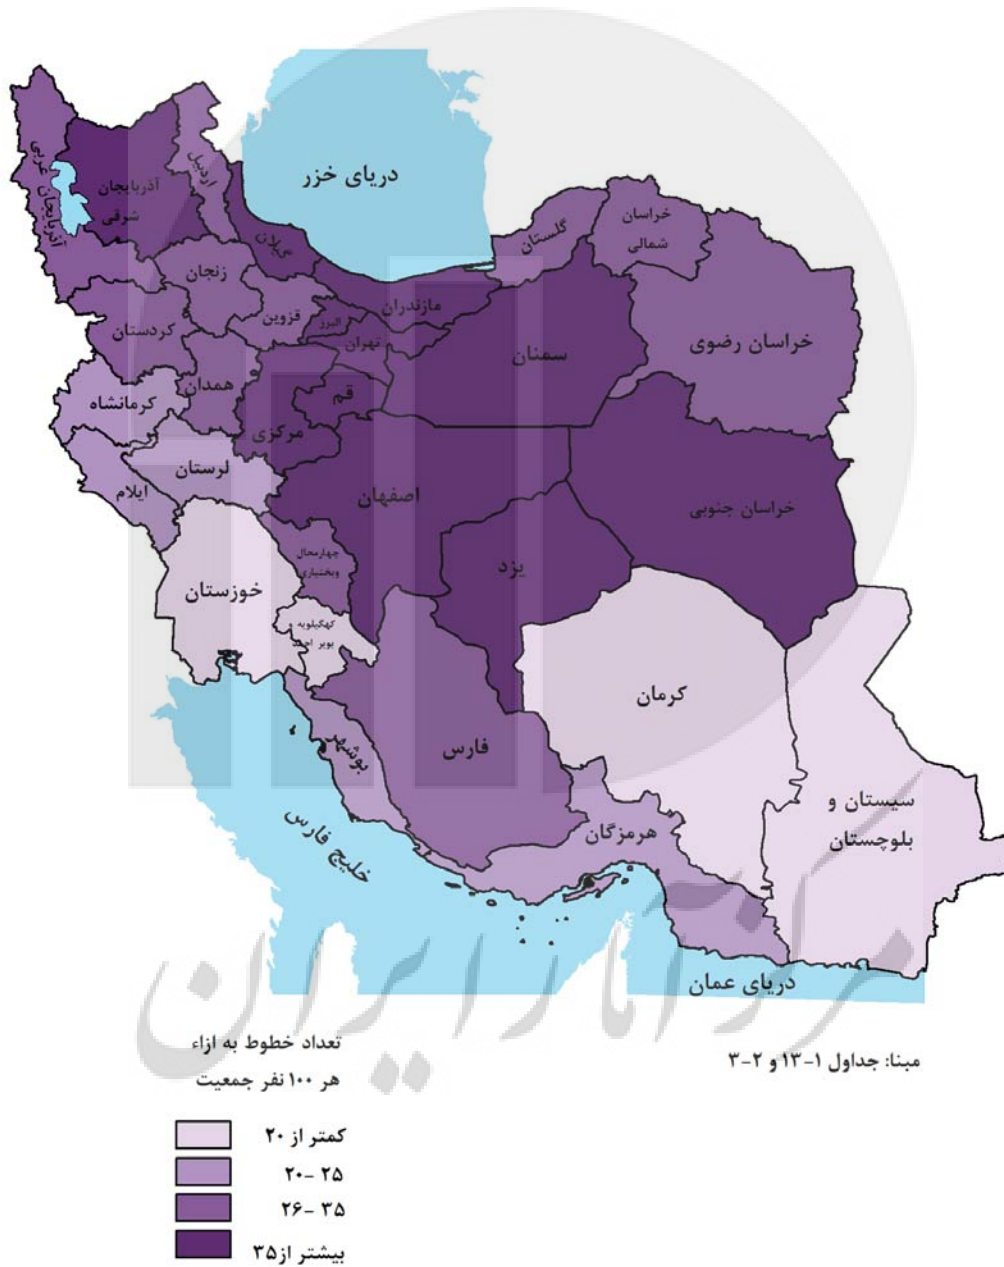 دریای خزر
آذربایجان غربی
آذربایجان
شرقی
اردبیل
گیلان
گلستان
خراسان
شمالی
زنجان
قزوین
البرز
تهران
مازندران
سمنان
خراسان رضوی
کردستان
همدان
قم
مرکزی
کرمانشاه
لرستان
ایلام
اصفهان
خراسان جنوبی
یزد
چهارمحال
وبختیاری
خوزستان
کهگیلویه و
بویر احمد
کرمان
فارس
بوشهر
سیستان و
بلوچستان
هرمزگان
خلیج فارس
دریای عمان
مرکز آمار ایران
تعداد خطوط به ازاء
هر ۱۰۰ نفر جمعیت
مبنا: جداول ۱-۱۳ و ۲-۳
کمتر از ۲۰
۲۰- ۲۵
۲۶- ۳۵
بیشتر از۳۵